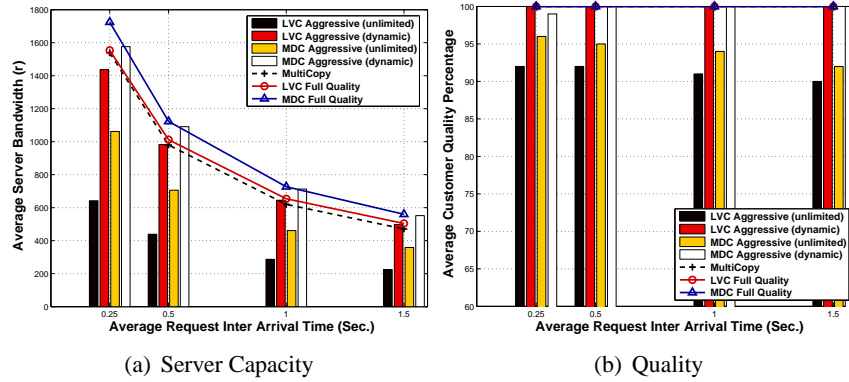 1800
1600
1400
1200
1000
800
600
400
200
0
Average Server Bandwidth (r)
LVC Aggressive (unlimited)
LVC Aggressive (dynamic)
MDC Aggressive (unlimited)
MDC Aggressive (dynamic)
MultiCopy
LVC Full Quality
MDC Full Quality
0.25 0.5 1 1.5
Average Request Inter Arrival Time (Sec.)
(a) Server Capacity
100
95
90
85
80
75
70
65
60
Average Customer Quality Percentage
LVC Aggressive (unlimited)
LVC Aggressive (dynamic)
MDC Aggressive (unlimited)
MDC Aggressive (dynamic)
MultiCopy
LVC Full Quality
MDC Full Quality
0.25 0.5 1 1.5
Average Request Inter Arrival Time (Sec.)
(b) Quality